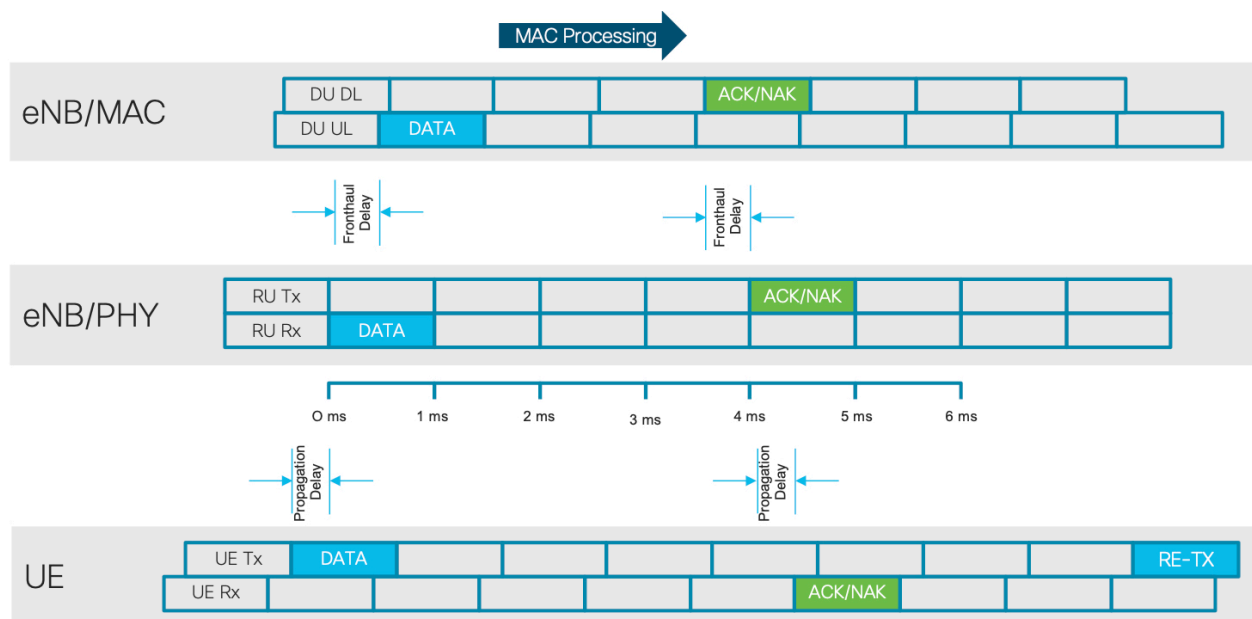 MAC Processing
eNB/MAC
DU DL
ACK/NAK
DU UL
DATA
Fronthaul
Delay
Fronthaul
Delay
eNB/PHY
RU Tx
ACK/NAK
RU Rx
DATA
0 ms
1 ms
2 ms
3 ms
4 ms
5 ms
6 ms
Propagation
Delay
Propagation
Delay
UE
UE Tx
DATA
RE-TX
UE Rx
ACK/NAK